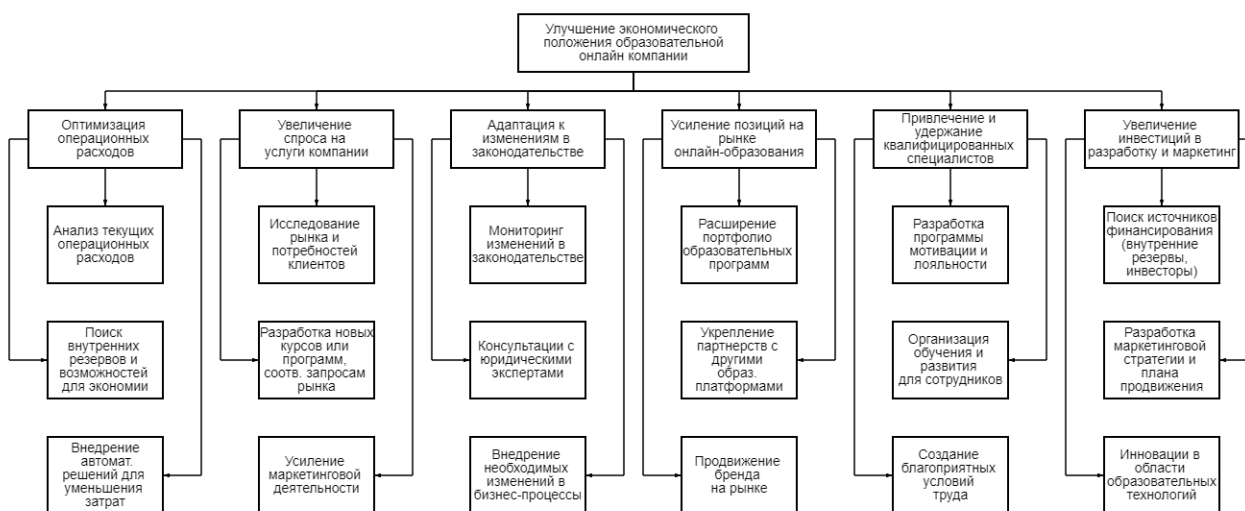 Улучшение экономического
положения образовательной
онлайн компании
Оптимизация
операционных
расходов
Увеличение
спроса на
услуги компании
Адаптация к
изменениям в
законодательстве
Усиление позиций на
рынке
онлайн-образования
Привлечение и
удержание
квалифицированных
специалистов
Увеличение
инвестиций в
разработку и маркетинг
Анализ текущих
операционных
расходов
Исследование
рынка и
потребностей
клиентов
Мониторинг
изменений в
законодательстве
Расширение
портфолио
образовательных
программ
Разработка
программы
мотивации и
лояльности
Поиск источников
финансирования
(внутренние
резервы,
инвесторы)
Поиск
внутренних
резервов и
возможностей
для экономии
Разработка новых
курсов или
программ,
соотв. запросам
рынка
Консультации с
юридическими
экспертами
Укрепление
партнерств с
другими
образ.
платформами
Организация
обучения и
развития
для сотрудников
Разработка
маркетинговой
стратегии и
плана
продвижения
Внедрение
автомат.
решений для
уменьшения
затрат
Усиление
маркетинговой
деятельности
Внедрение
необходимых
изменений в
бизнес-процессы
Продвижение
бренда
на рынке
Создание
благоприятных
условий
труда
Инновации в
области
образовательных
технологий